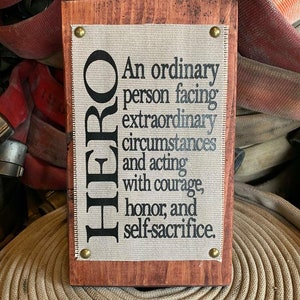 HERO
An ordinary
person facing
extraordinary
circumstances
and acting
with courage,
honor, and
self-sacrifice.